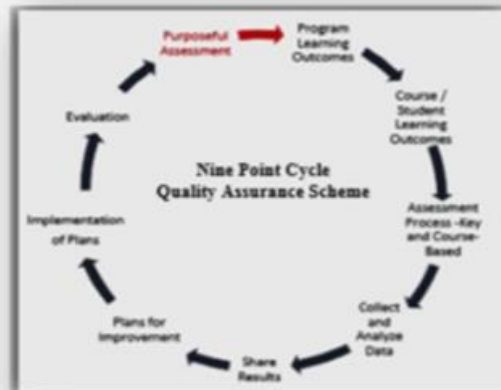 Purposeful
Assessment
Program
Learning
Outcomes
Course /
Student
Learning
Outcomes
Assessment
Process -Key
and Course-
Based
Collect
and
Analyze
Data
Share
Results
Plans for
Improvement
Implementation
of Plans
Evaluation
Nine Point Cycle
Quality Assurance Scheme